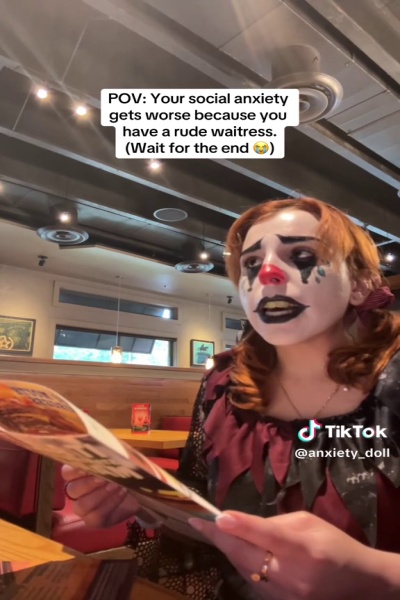 POV: Your social anxiety
gets worse because you
have a rude waitress.
(Wait for the end 😭)
TikTok
@anxiety_doll